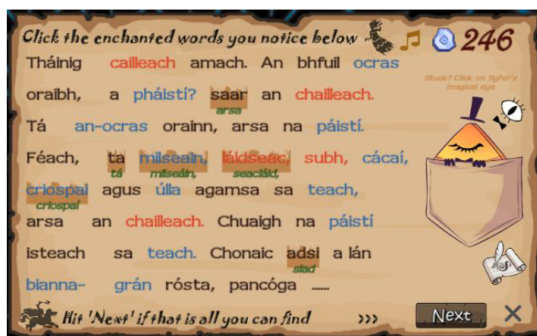 Click the enchanted words you notice below
246
Tháinig cailleach amach. An bhfuil ocras
oraibh, a pháistí? saar an chailleach.
arsa
Stuck? Click on Syfer's
magical eye
Tá an-ocras orainn, arsa na páistí.
Féach, ta milseain, láidseac, subh, cácaí,
tá milseáin, seacláid,
criospal agus úlla agamsa sa teach,
criospaí
arsa an chailleach. Chuaigh na páistí
isteach sa teach. Chonaic adsi a lán
siad
bianna- grán rósta, pancóga ......
Hit 'Next' if that is all you can find >>> Next X